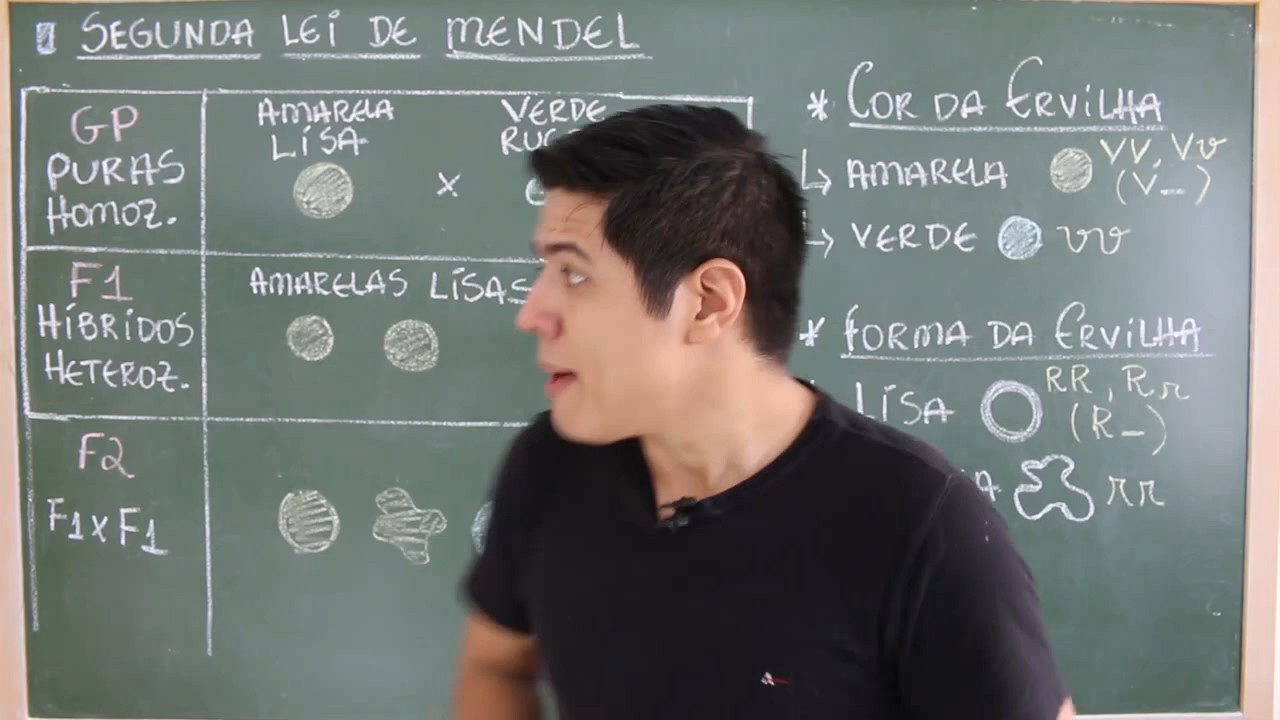 SEGUNDA LEI DE MENDEL
GP
PURAS
HOMOZ.
AMARELA
LISA
X
VERDE
F1
HÍBRIDOS
HETEROZ.
AMARELAS LISAS
F2
F1 x F1
* COR DA ERVILHA
AMARELA VV, Vv
(V_)
VERDE vv
* FORMA DA ERVILHA
LISA RR, Rr
(R_)
rr